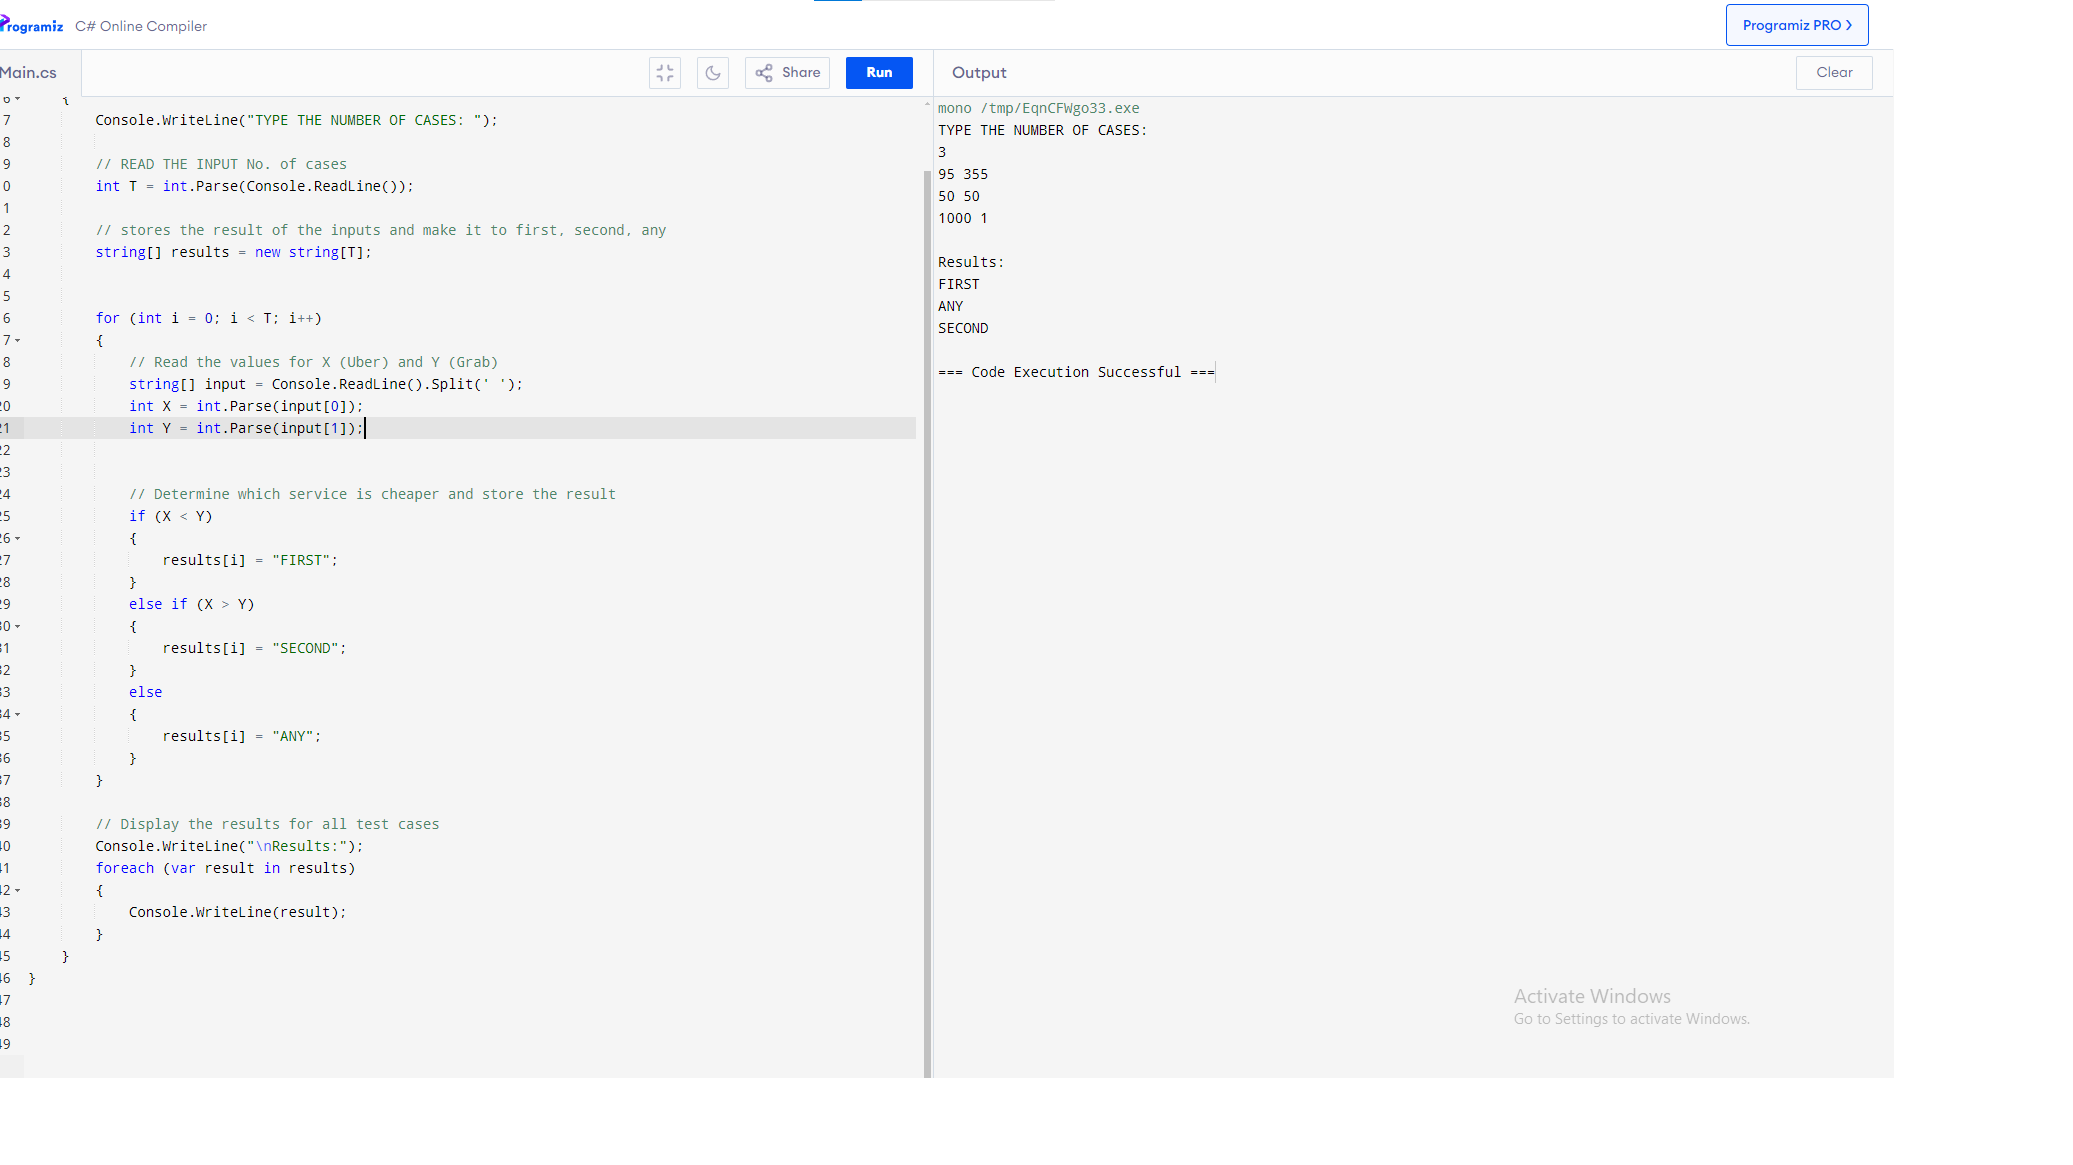 Programiz C# Online Compiler
Programiz PRO
Main.cs
Share
Run
Output
Clear
6 {
7 Console.WriteLine("TYPE THE NUMBER OF CASES: ");
8
9 // READ THE INPUT No. of cases
0 int T = int.Parse(Console.ReadLine());
1
2 // stores the result of the inputs and make it to first, second, any
3 string[] results = new string[T];
4
5
6 for (int i = 0; i < T; i++)
7 {
8 // Read the values for X (Uber) and Y (Grab)
9 string[] input = Console.ReadLine().Split(' ');
20 int X = int.Parse(input[0]);
21 int Y = int.Parse(input[1]);
22
23
24 // Determine which service is cheaper and store the result
25 if (X < Y)
26 {
27 results[i] = "FIRST";
28 }
29 else if (X > Y)
30 {
31 results[i] = "SECOND";
32 }
33 else
34 {
35 results[i] = "ANY";
36 }
37 }
38
39 // Display the results for all test cases
40 Console.WriteLine("\nResults:");
41 foreach (var result in results)
42 {
43 Console.WriteLine(result);
44 }
45 }
46 }
47
48
49
mono /tmp/EqnCFWgo33.exe
TYPE THE NUMBER OF CASES:
3
95 355
50 50
1000 1
Results:
FIRST
ANY
SECOND
=== Code Execution Successful ===
Activate Windows
Go to Settings to activate Windows.